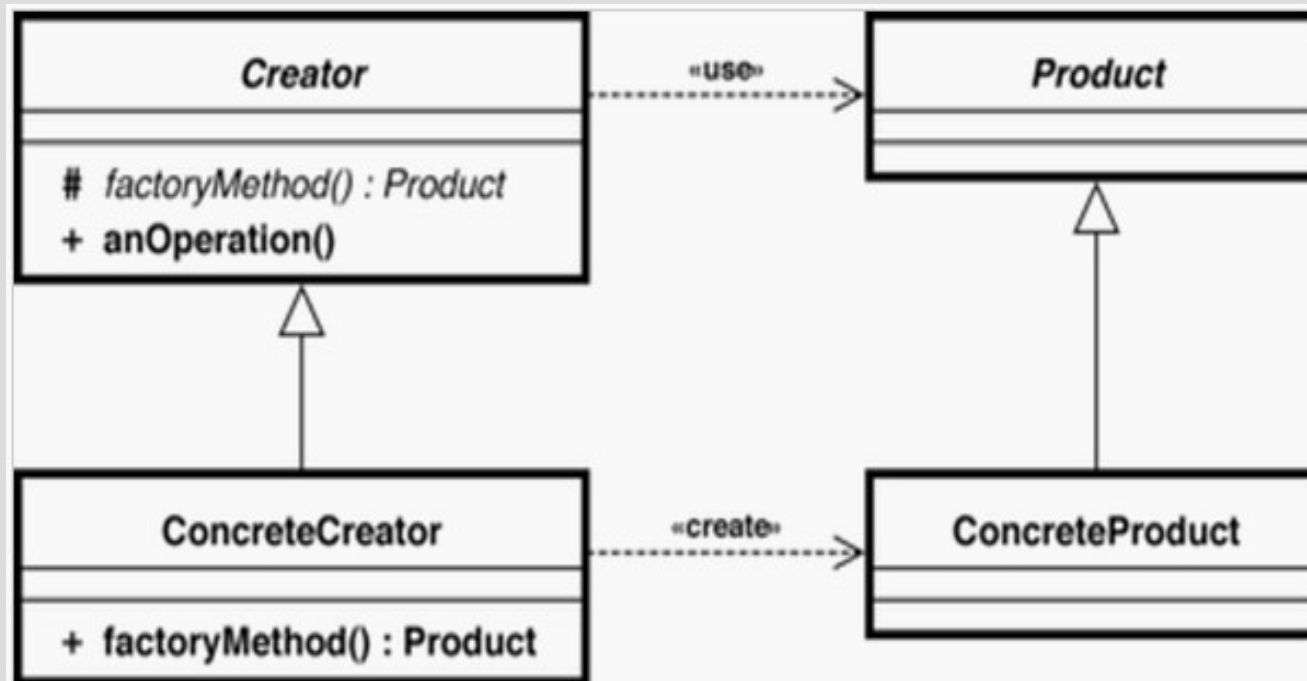 Creator
«use»
Product
# factoryMethod() : Product
+ anOperation()
ConcreteCreator
«create»
ConcreteProduct
+ factoryMethod() : Product